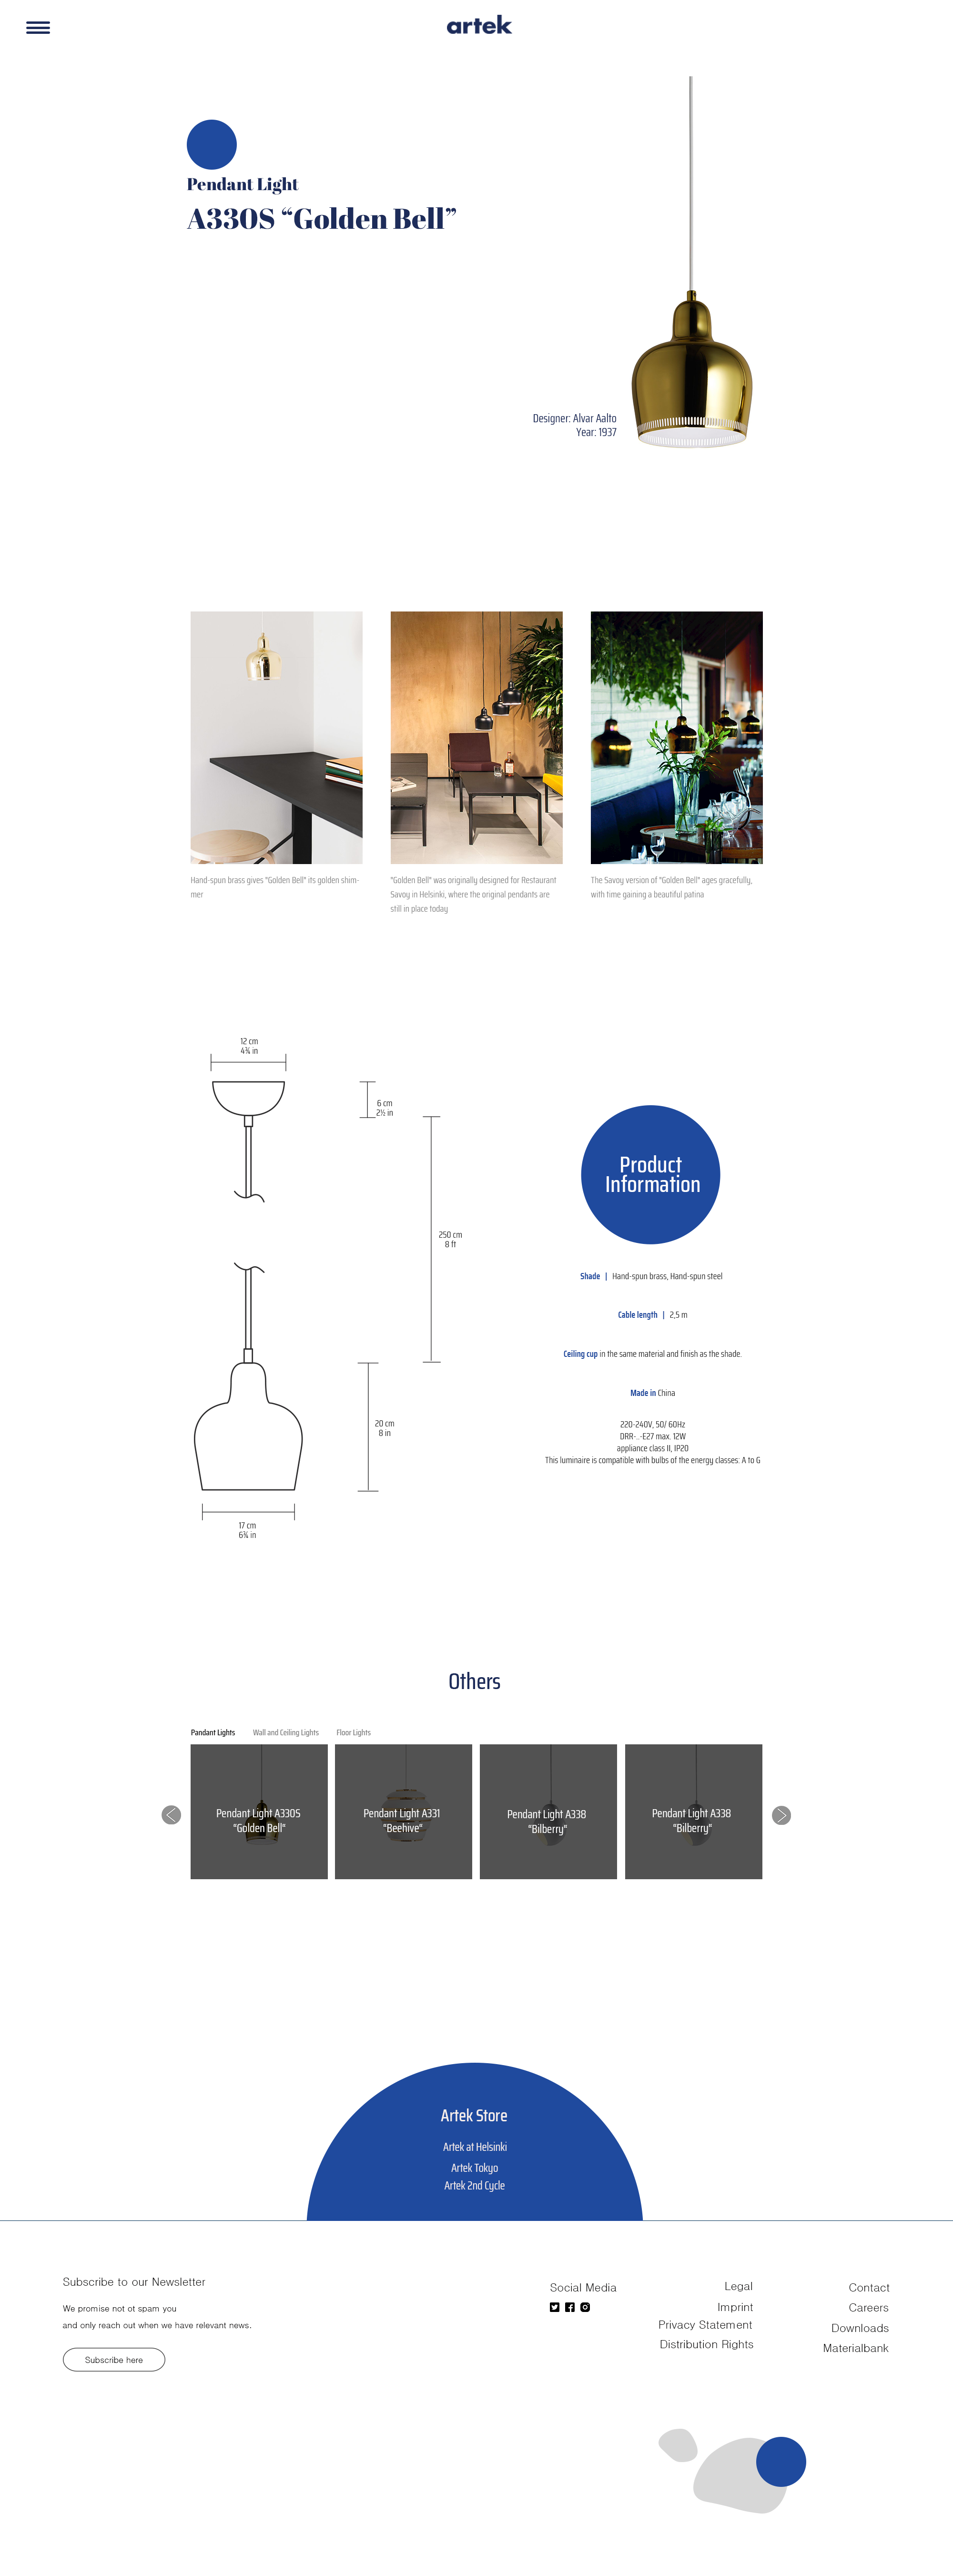 artek
Pendant Light
A330S “Golden Bell”
Designer: Alvar Aalto
Year: 1937
Hand-spun brass gives "Golden Bell" its golden shim-
mer
"Golden Bell" was originally designed for Restaurant
Savoy in Helsinki, where the original pendants are
still in place today
The Savoy version of "Golden Bell" ages gracefully,
with time gaining a beautiful patina
12 cm
4¾ in
6 cm
2½ in
250 cm
8 ft
20 cm
8 in
17 cm
6¾ in
Product
Information
Shade | Hand-spun brass, Hand-spun steel
Cable length | 2,5 m
Ceiling cup in the same material and finish as the shade.
Made in China
220-240V, 50/ 60Hz
DRR-..-E27 max. 12W
appliance class II, IP20
This luminaire is compatible with bulbs of the energy classes: A to G
Others
Pandant Lights Wall and Ceiling Lights Floor Lights
Pendant Light A330S
“Golden Bell“
Pendant Light A331
“Beehive“
Pendant Light A338
“Bilberry“
Pendant Light A338
“Bilberry“
Artek Store
Artek at Helsinki
Artek Tokyo
Artek 2nd Cycle
Subscribe to our Newsletter
We promise not ot spam you
and only reach out when we have relevant news.
Subscribe here
Social Media
Legal
Imprint
Privacy Statement
Distribution Rights
Contact
Careers
Downloads
Materialbank